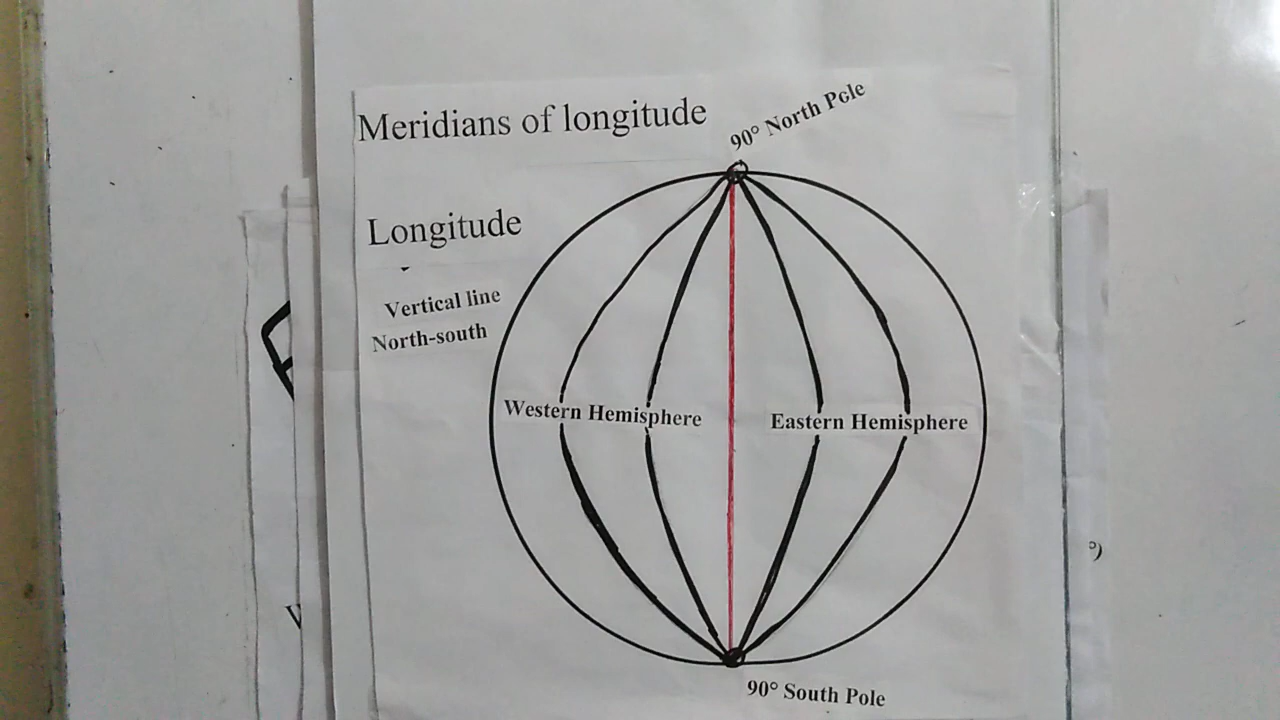 Meridians of longitude
90° North Pole
Longitude
Vertical line
North-south
Western Hemisphere
Eastern Hemisphere
90° South Pole
°)